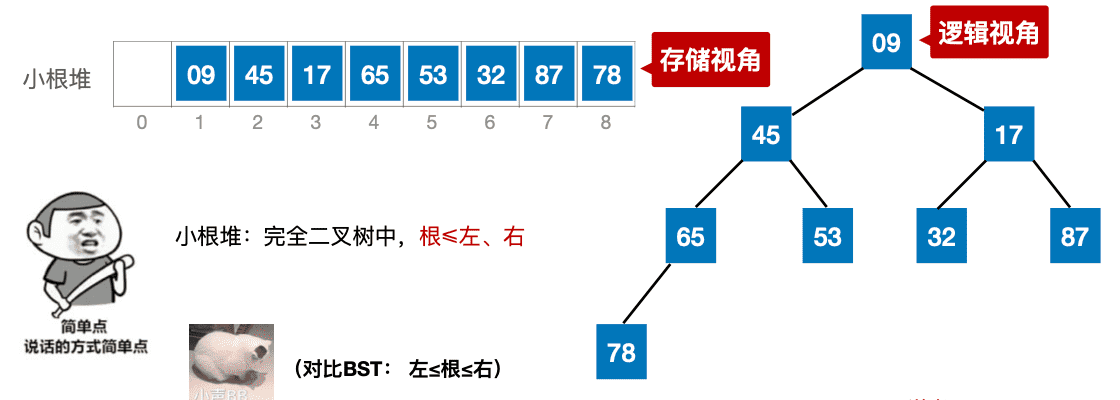 小根堆
09 45 17 65 53 32 87 78
0 1 2 3 4 5 6 7 8
存储视角
逻辑视角
09
45 17
65 53 32 87
78
小根堆：完全二叉树中，根≤左、右
简单点
说话的方式简单点
小声BB
（对比BST： 左≤根≤右）